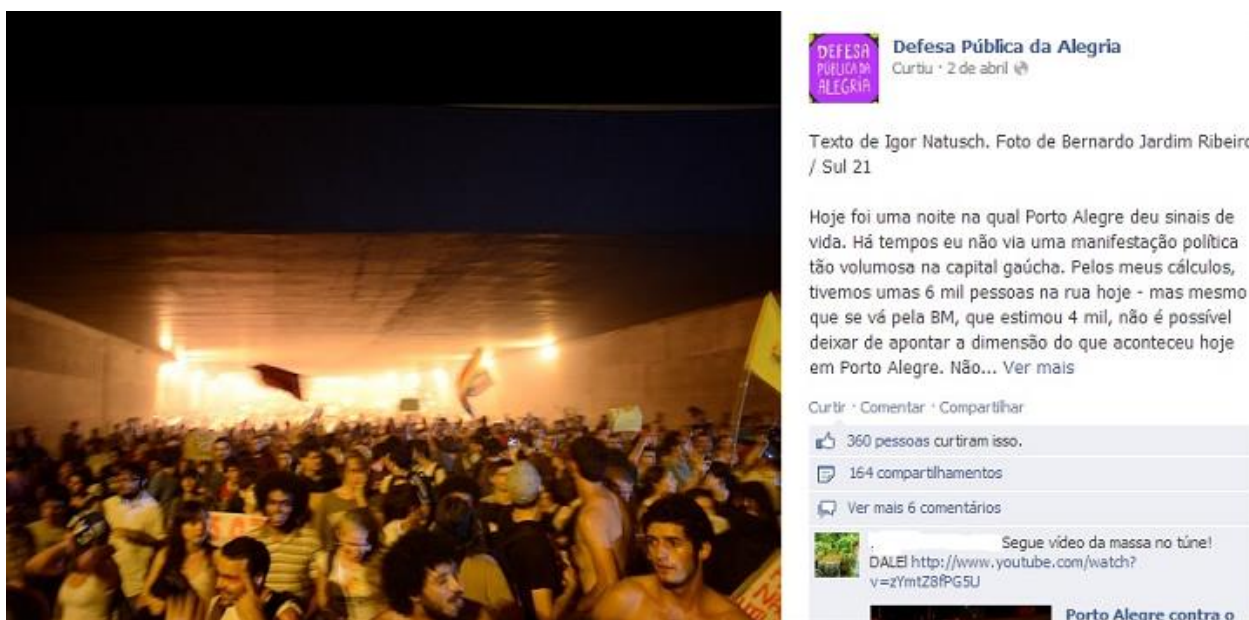 DEFESA
PÚBLICA DA
ALEGRIA
Defesa Pública da Alegria
Curtiu · 2 de abril
Texto de Igor Natusch. Foto de Bernardo Jardim Ribeiro
/ Sul 21
Hoje foi uma noite na qual Porto Alegre deu sinais de
vida. Há tempos eu não via uma manifestação política
tão volumosa na capital gaúcha. Pelos meus cálculos,
tivemos umas 6 mil pessoas na rua hoje - mas mesmo
que se vá pela BM, que estimou 4 mil, não é possível
deixar de apontar a dimensão do que aconteceu hoje
em Porto Alegre. Não... Ver mais
Curtir · Comentar · Compartilhar
360 pessoas curtiram isso.
164 compartilhamentos
Ver mais 6 comentários
Segue vídeo da massa no túne!
DALE! http://www.youtube.com/watch?
v=zYmtZ8fPG5U
Porto Alegre contra o